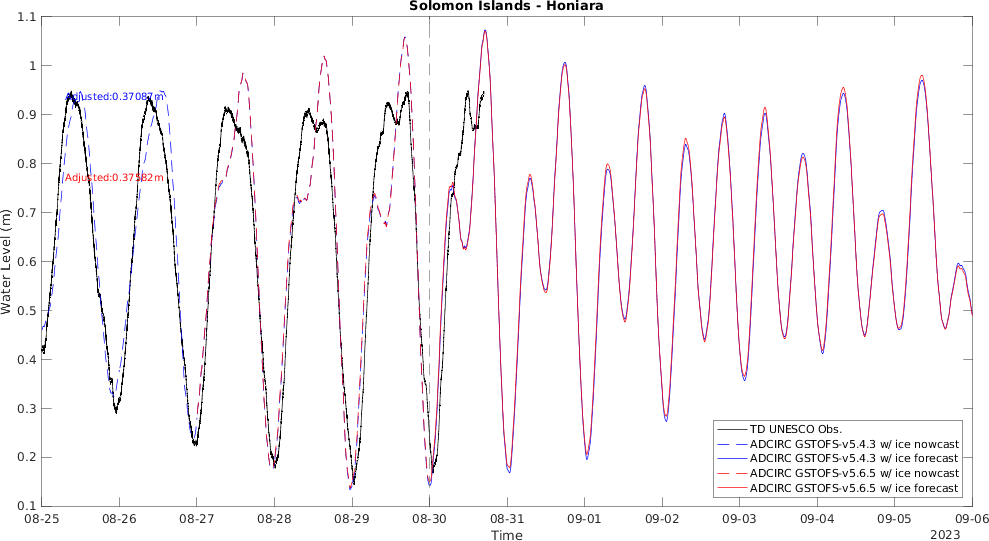 Solomon Islands - Honiara
1.1
1
0.9
0.8
0.7
0.6
0.5
0.4
0.3
0.2
0.1
Water Level (m)
Adjusted:0.37087m
Adjusted:0.37582m
TD UNESCO Obs.
ADCIRC GSTOFS-v5.4.3 w/ ice nowcast
ADCIRC GSTOFS-v5.4.3 w/ ice forecast
ADCIRC GSTOFS-v5.6.5 w/ ice nowcast
ADCIRC GSTOFS-v5.6.5 w/ ice forecast
08-25 08-26 08-27 08-28 08-29 08-30 08-31 09-01 09-02 09-03 09-04 09-05 09-06
Time
2023